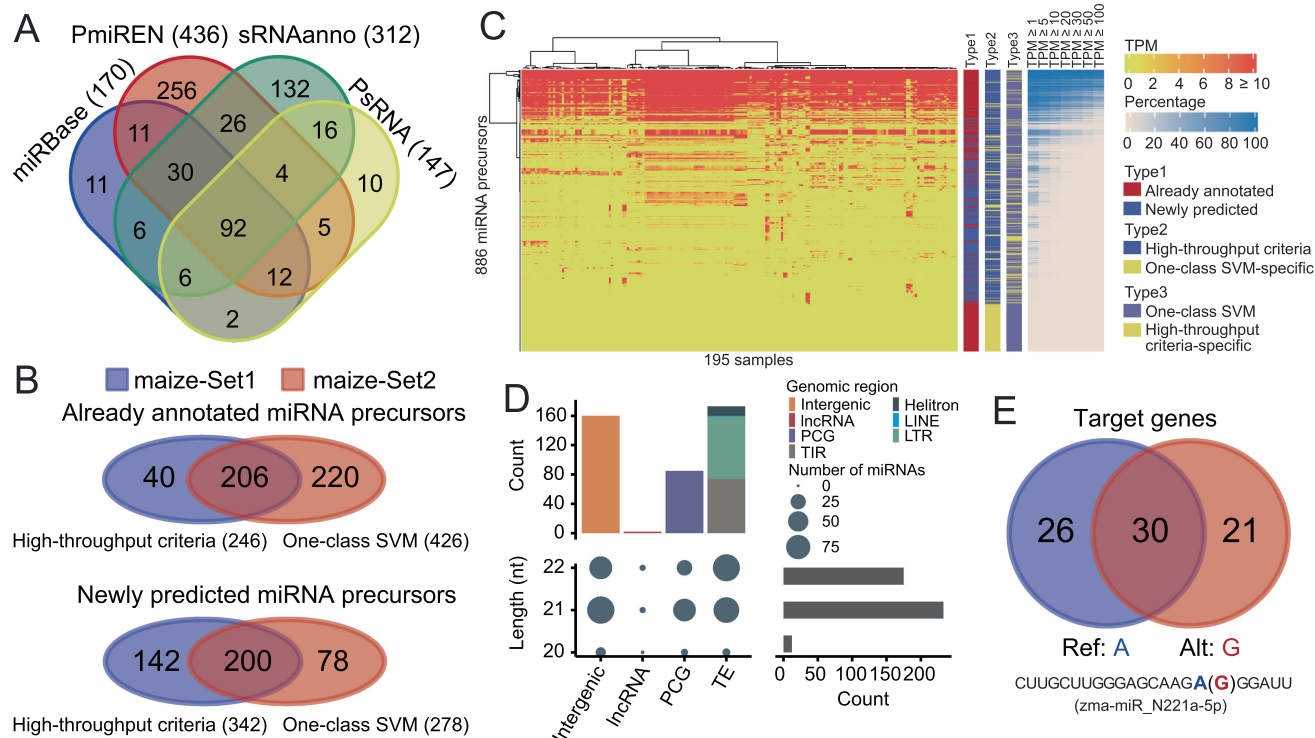 A
PmiREN (436) sRNAanno (312)
miRBase (170)
PsRNA (147)
256
132
11
26
16
11
30
4
10
6
92
5
6
12
2
B
maize-Set1
maize-Set2
Already annotated miRNA precursors
40
206
220
High-throughput criteria (246)
One-class SVM (426)
Newly predicted miRNA precursors
142
200
78
High-throughput criteria (342)
One-class SVM (278)
C
886 miRNA precursors
195 samples
Type1
Type2
Type3
TPM ≥ 1
TPM ≥ 5
TPM ≥ 10
TPM ≥ 20
TPM ≥ 30
TPM ≥ 50
TPM ≥ 100
TPM
0 2 4 6 8 ≥ 10
Percentage
0 20 40 60 80 100
Type1
Already annotated
Newly predicted
Type2
High-throughput criteria
One-class SVM-specific
Type3
One-class SVM
High-throughput
criteria-specific
D
Count
160
120
80
40
0
Length (nt)
22
21
20
Intergenic
lncRNA
PCG
TE
Genomic region
Intergenic
lncRNA
PCG
TIR
Helitron
LINE
LTR
Number of miRNAs
0
25
50
75
0 50 100 150 200
Count
E
Target genes
26
30
21
Ref: A
Alt: G
CUUGCUUGGGAGCAAGA(G)GGAUU
(zma-miR_N221a-5p)